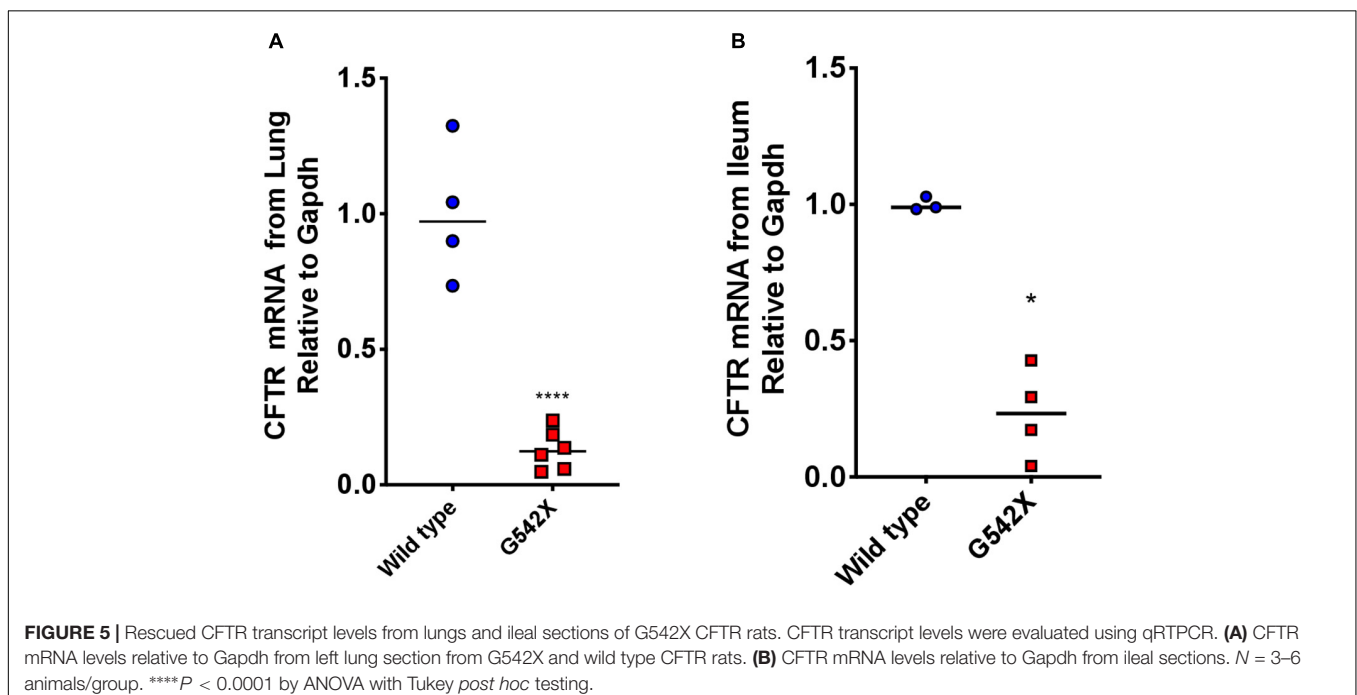 A
CFTR mRNA from Lung
Relative to Gapdh
1.5
1.0
0.5
0.0
****
Wild type
G542X
B
CFTR mRNA from Ileum
Relative to Gapdh
1.5
1.0
0.5
0.0
*
Wild type
G542X
FIGURE 5 | Rescued CFTR transcript levels from lungs and ileal sections of G542X CFTR rats. CFTR transcript levels were evaluated using qRTPCR. (A) CFTR
mRNA levels relative to Gapdh from left lung section from G542X and wild type CFTR rats. (B) CFTR mRNA levels relative to Gapdh from ileal sections. N = 3–6
animals/group. ****P < 0.0001 by ANOVA with Tukey post hoc testing.